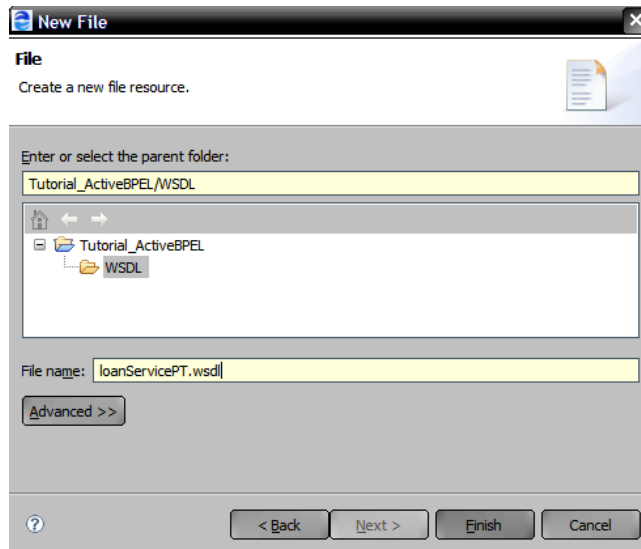 New File
File
Create a new file resource.
Enter or select the parent folder:
Tutorial_ActiveBPEL/WSDL
Tutorial_ActiveBPEL
WSDL
File name: loanServicePT.wsdl
Advanced >>
? < Back Next > Finish Cancel